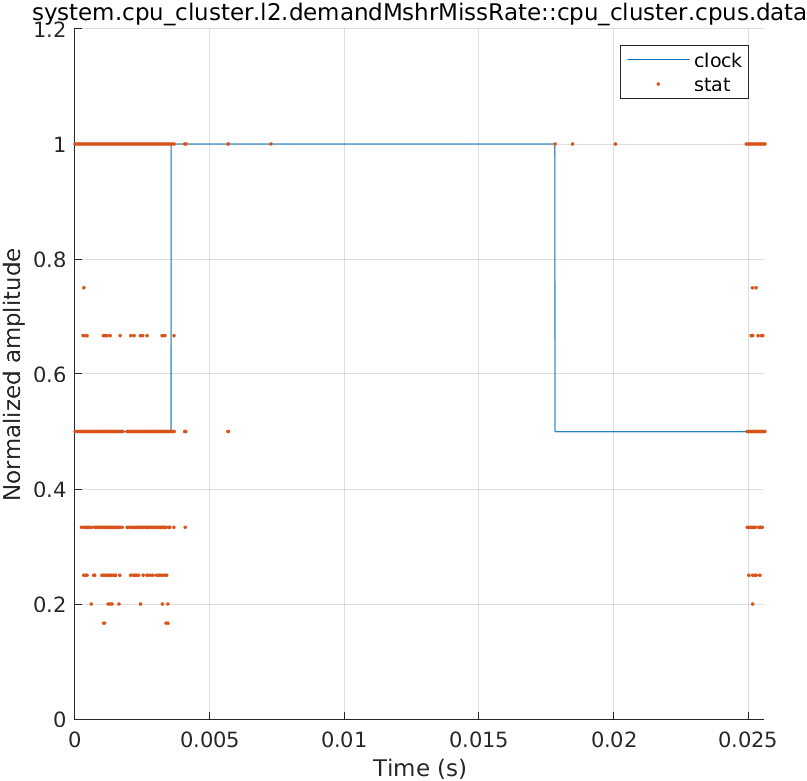 system.cpu_cluster.l2.demandMshrMissRate::cpu_cluster.cpus.data
1.2
clock
stat
1
0.8
0.6
0.4
0.2
0
Normalized amplitude
0 0.005 0.01 0.015 0.02 0.025
Time (s)